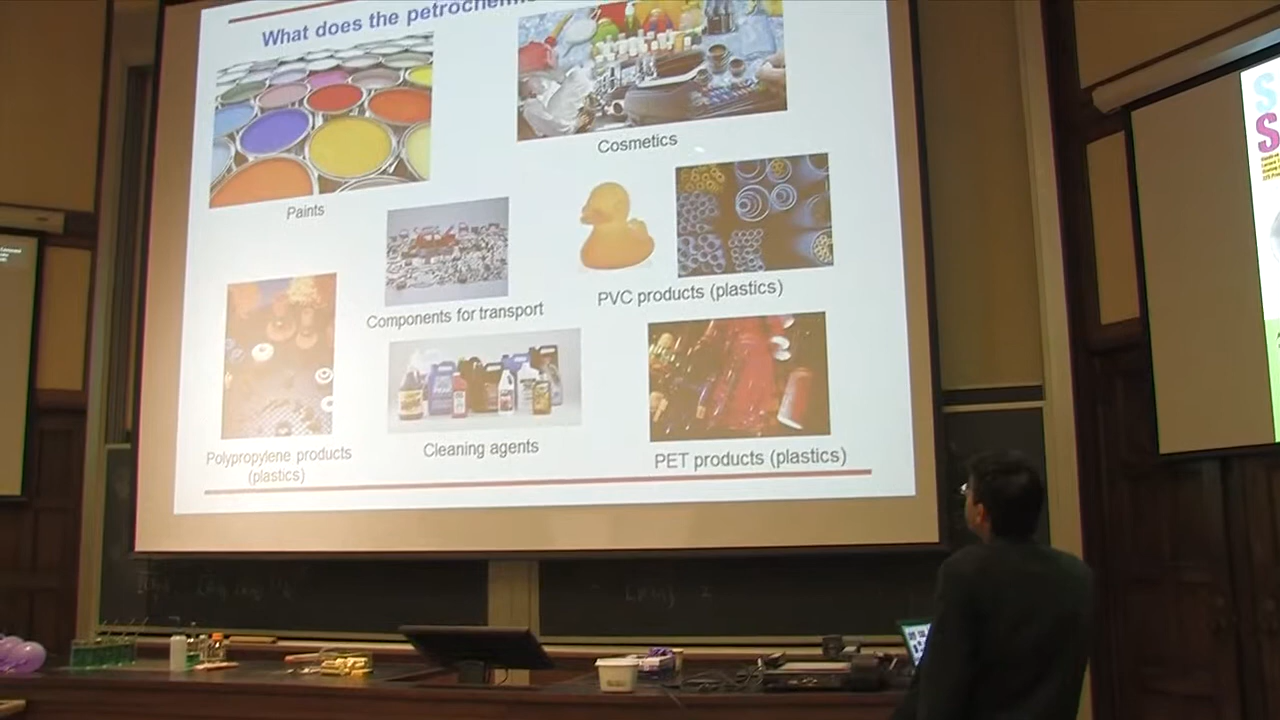 What does the
Cosmetics
Paints
PVC products (plastics)
Components for transport
Polypropylene products
(plastics)
Cleaning agents
PET products (plastics)
S
S